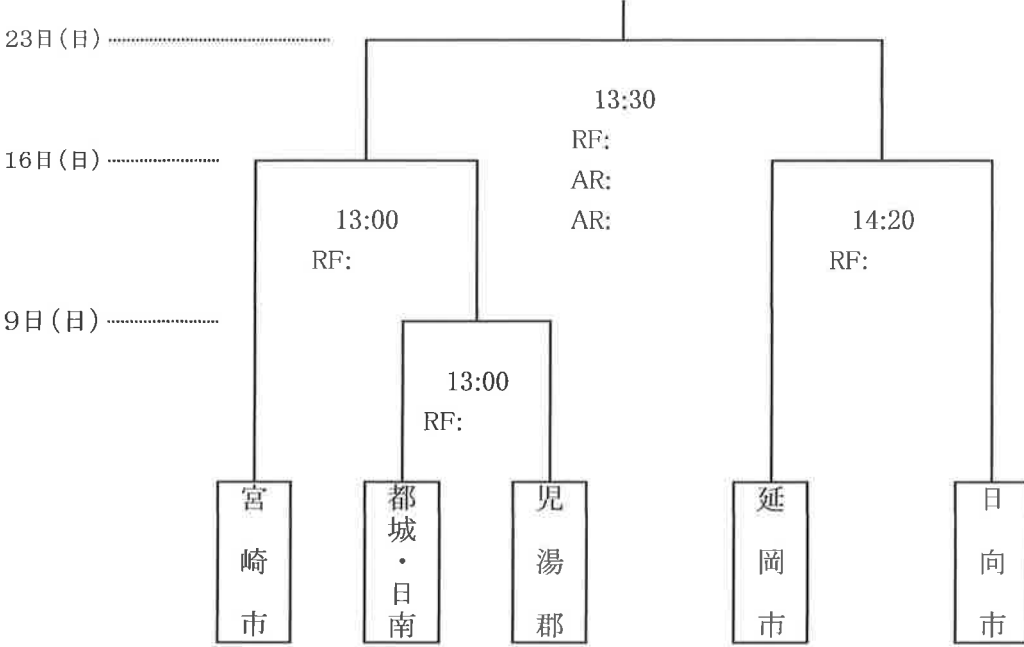 23日(日)
13:30
RF:
16日(日)
AR:
AR:
13:00
14:20
RF:
RF:
9日(日)
13:00
RF:
宮崎市
都城・日南
児湯郡
延岡市
日向市